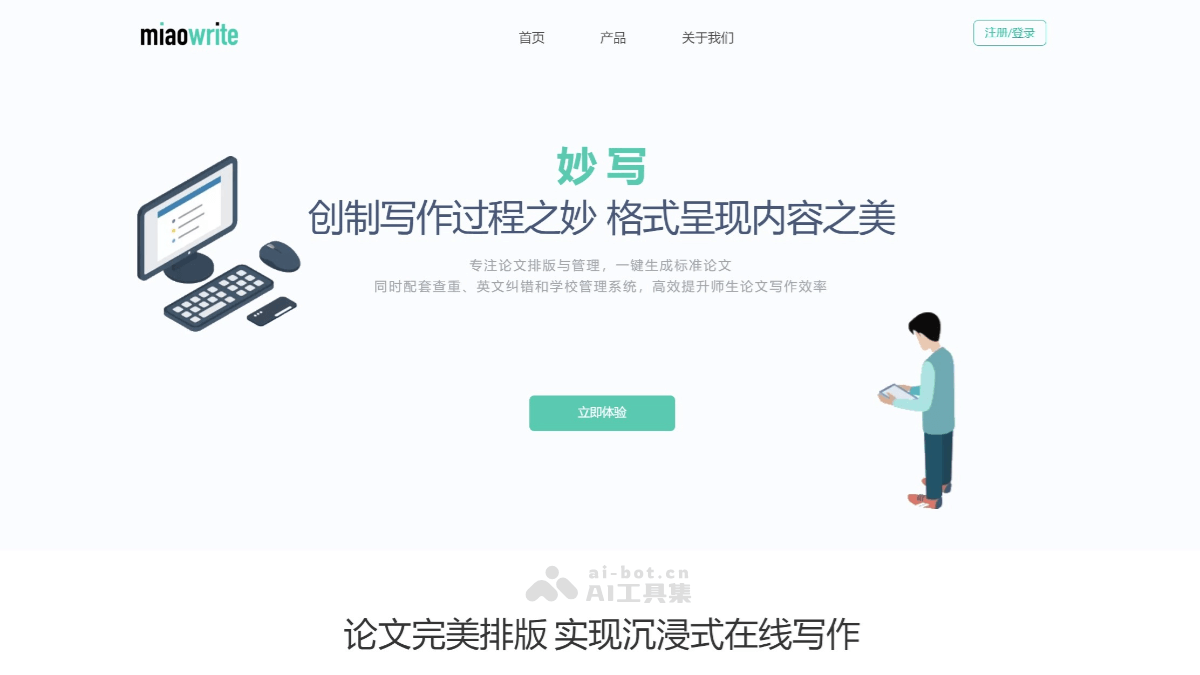 miaowrite
首页
产品
关于我们
注册/登录
妙写
创制写作过程之妙 格式呈现内容之美
专注论文排版与管理，一键生成标准论文
同时配套查重、英文纠错和学校管理系统，高效提升师生论文写作效率
立即体验
ai-bot.cn
AI工具集
论文完美排版 实现沉浸式在线写作